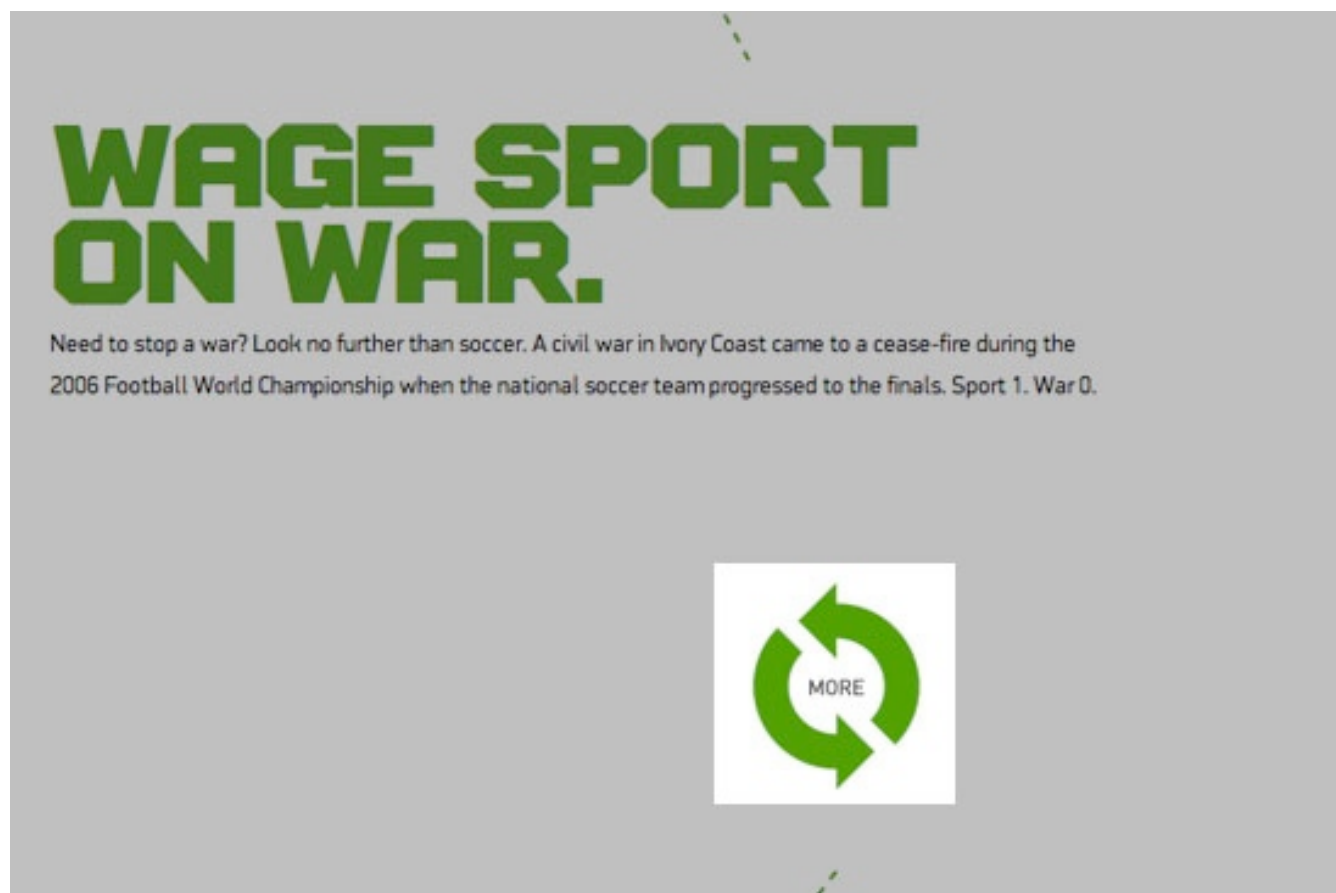 WAGE SPORT
ON WAR.
Need to stop a war? Look no further than soccer. A civil war in Ivory Coast came to a cease-fire during the
2006 Football World Championship when the national soccer team progressed to the finals. Sport 1. War 0.
MORE